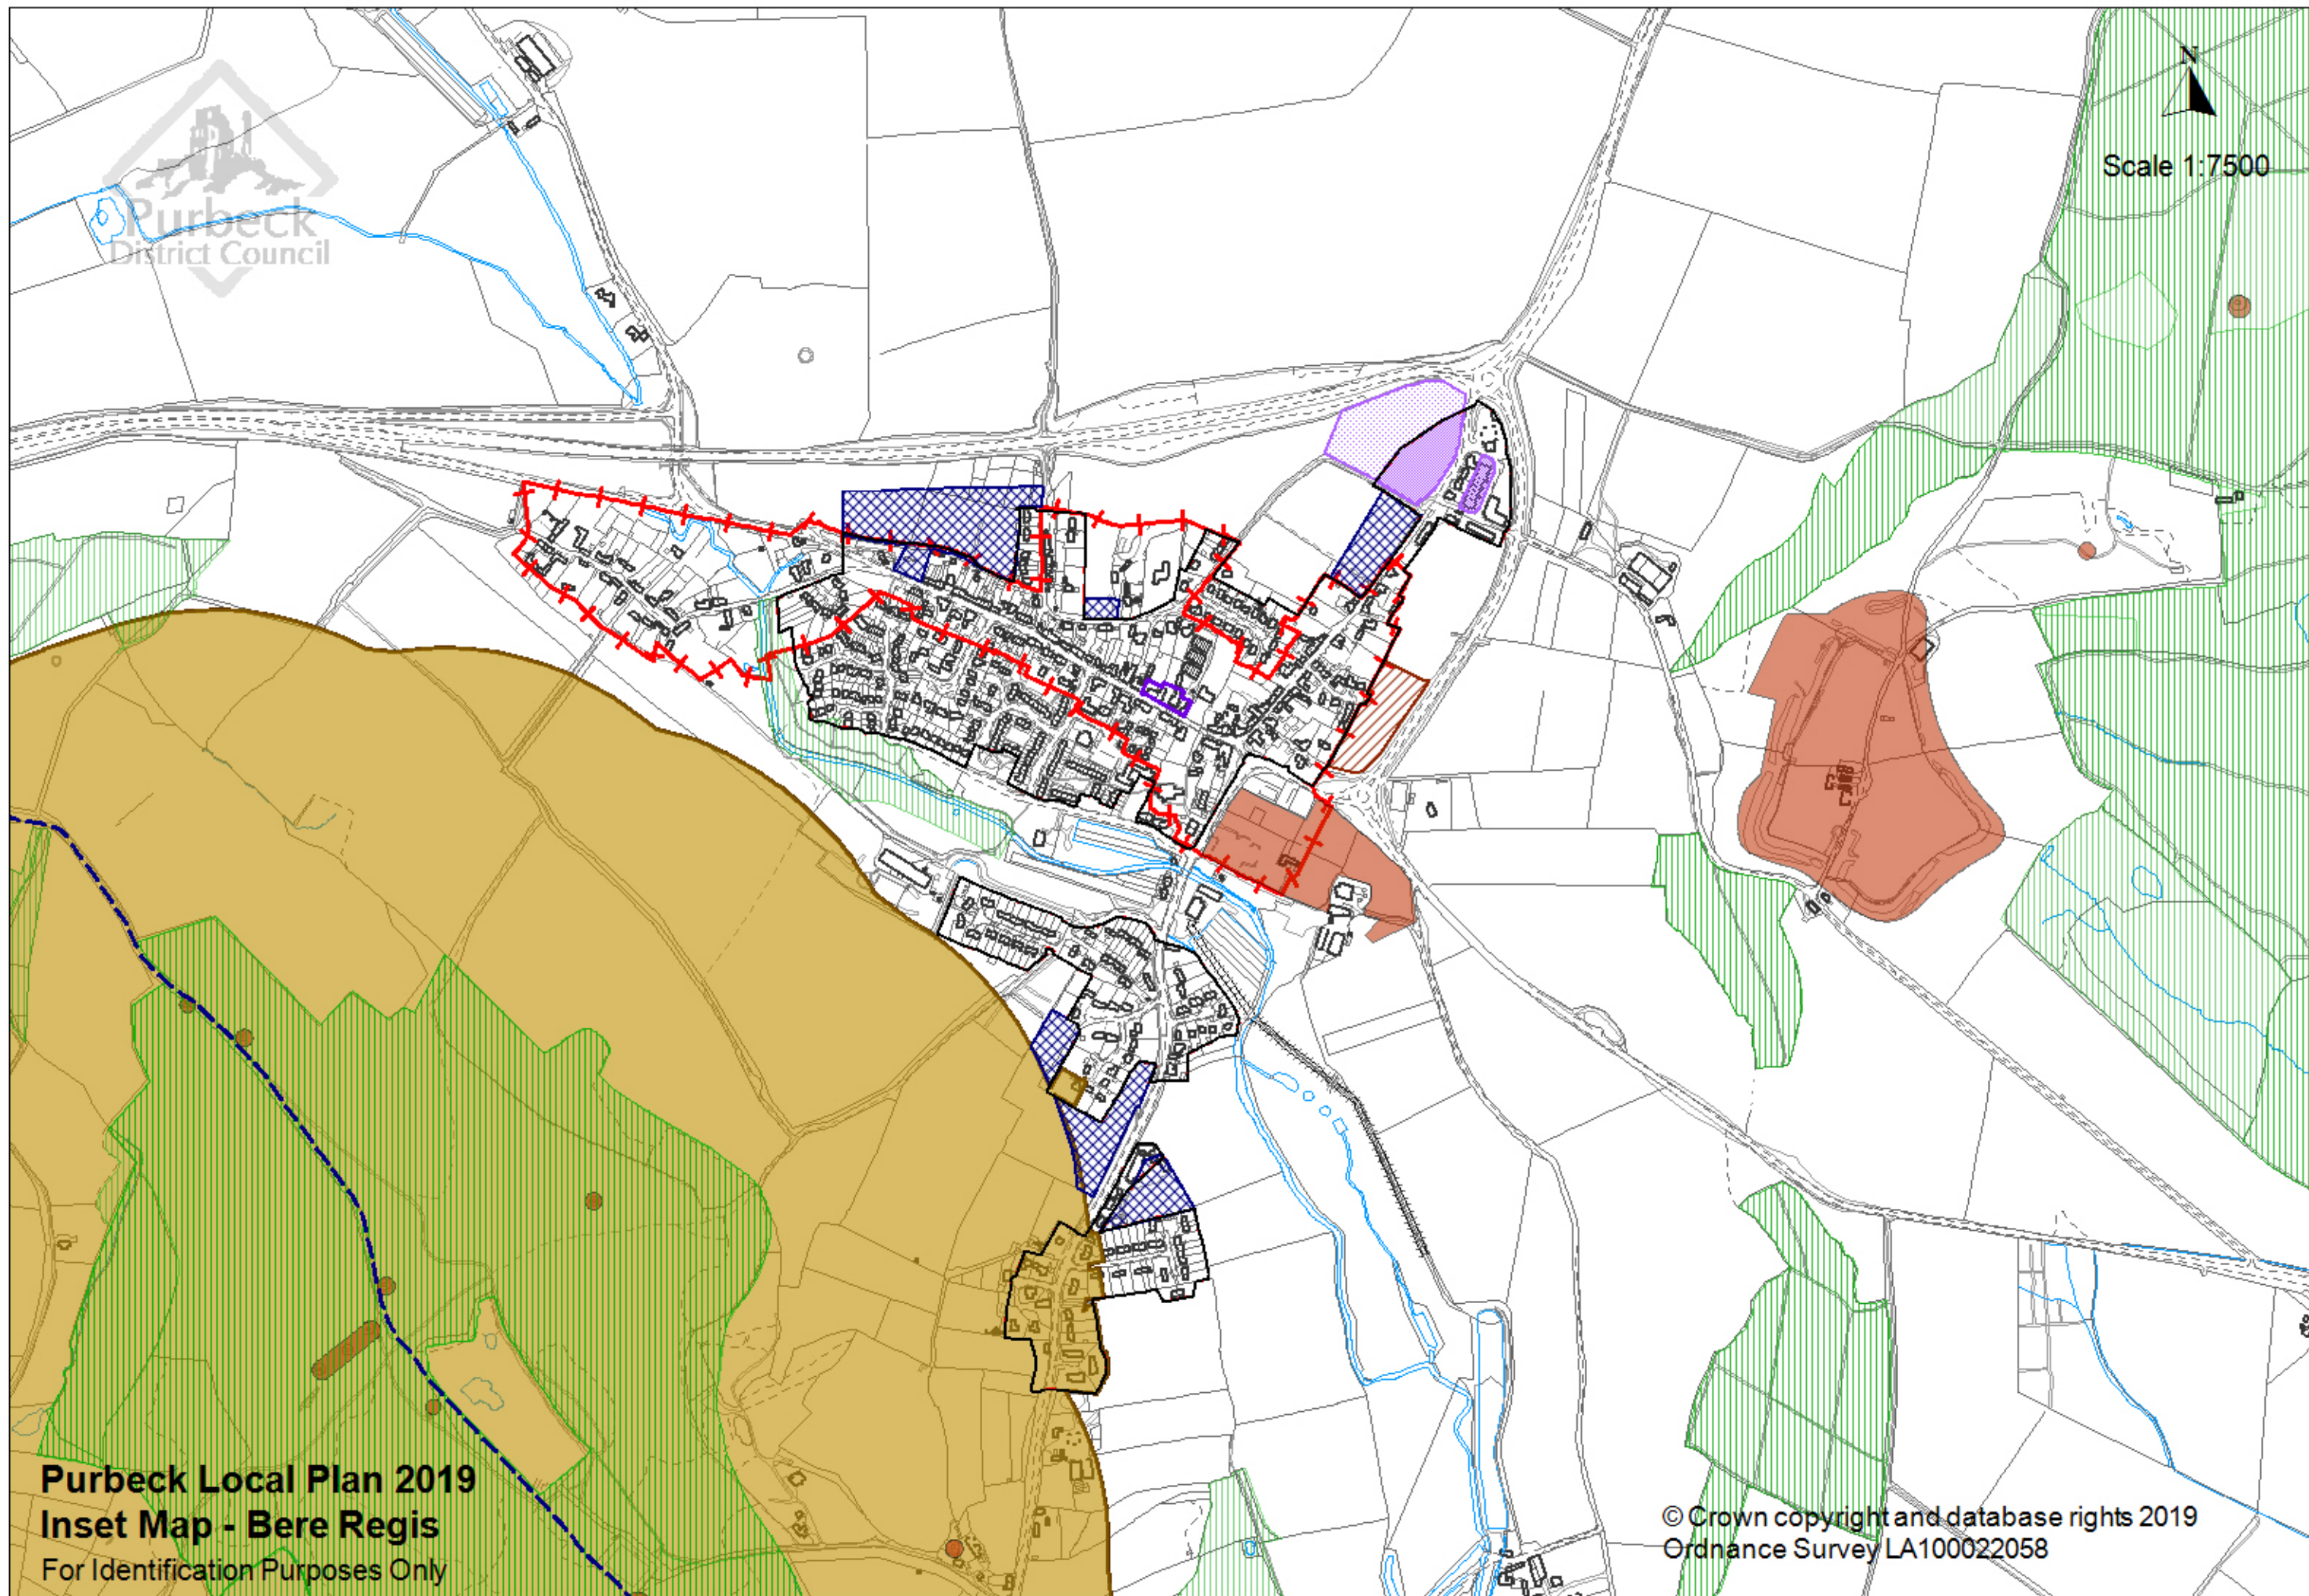 Purbeck
District Council
N
Scale 1:7500
Purbeck Local Plan 2019
Inset Map - Bere Regis
For Identification Purposes Only
© Crown copyright and database rights 2019
Ordnance Survey LA100022058